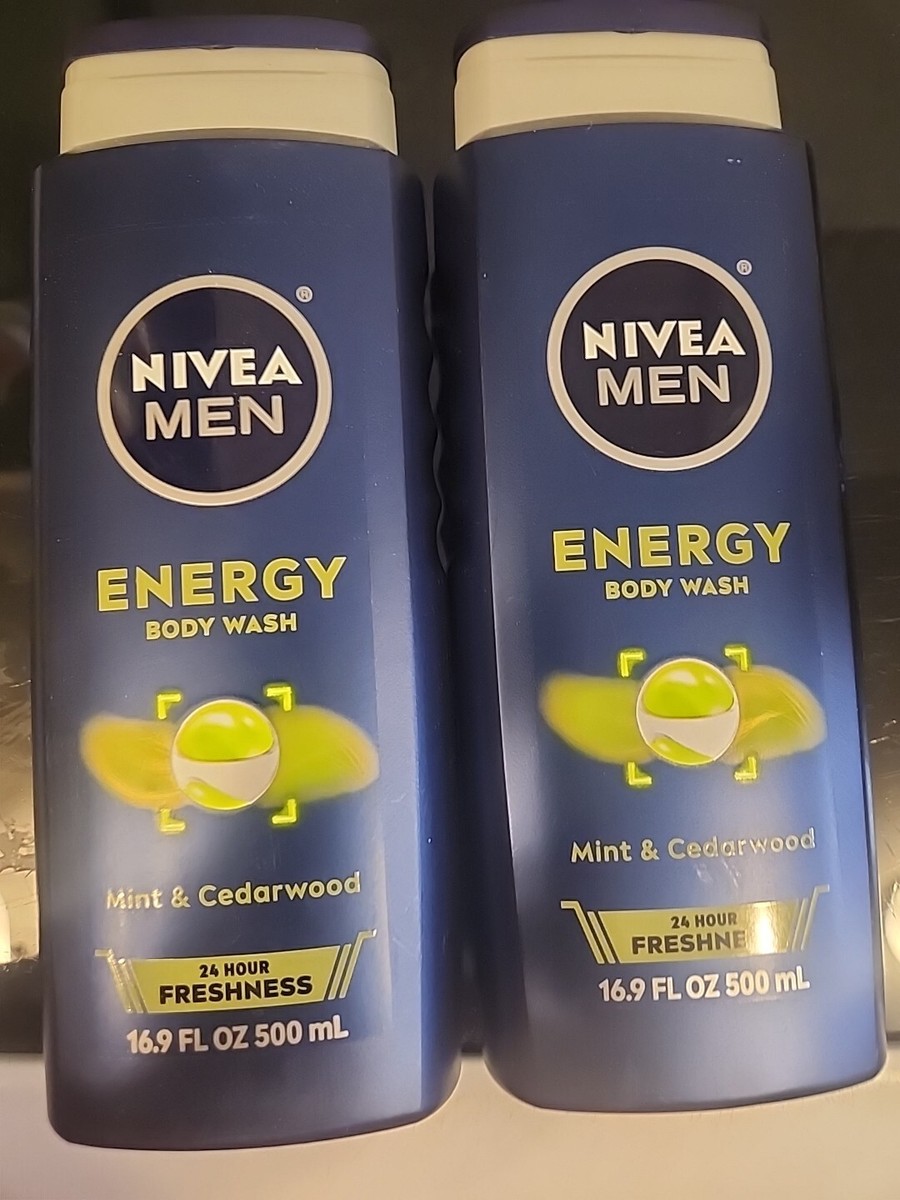 NIVEA
MEN
®
ENERGY
BODY WASH
Mint & Cedarwood
24 HOUR
FRESHNESS
16.9 FL OZ 500 mL
NIVEA
MEN
®
ENERGY
BODY WASH
Mint & Cedarwood
24 HOUR
FRESHNE
16.9 FL OZ 500 mL